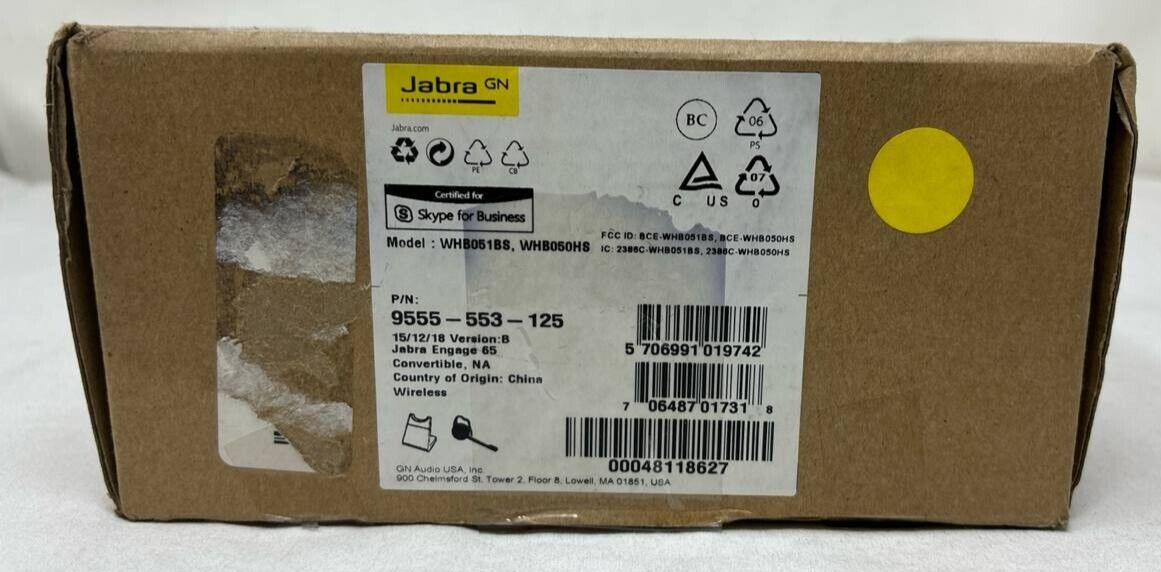 Jabra GN
Jabra.com
PE
CB
BC
06
PS
C US
07
0
Certified for
S Skype for Business
Model : WHB051BS, WHB050HS
FCC ID: BCE-WHB051BS, BCE-WHB050HS
IC: 2386C-WHB051BS, 2386C-WHB050HS
P/N:
9555-553-125
15/12/18 Version:B
Jabra Engage 65
Convertible, NA
Country of Origin: China
Wireless
5 706991 019742
7 06487 01731 8
00048118627
GN Audio USA, Inc.
900 Chelmsford St. Tower 2, Floor 8, Lowell, MA 01851, USA